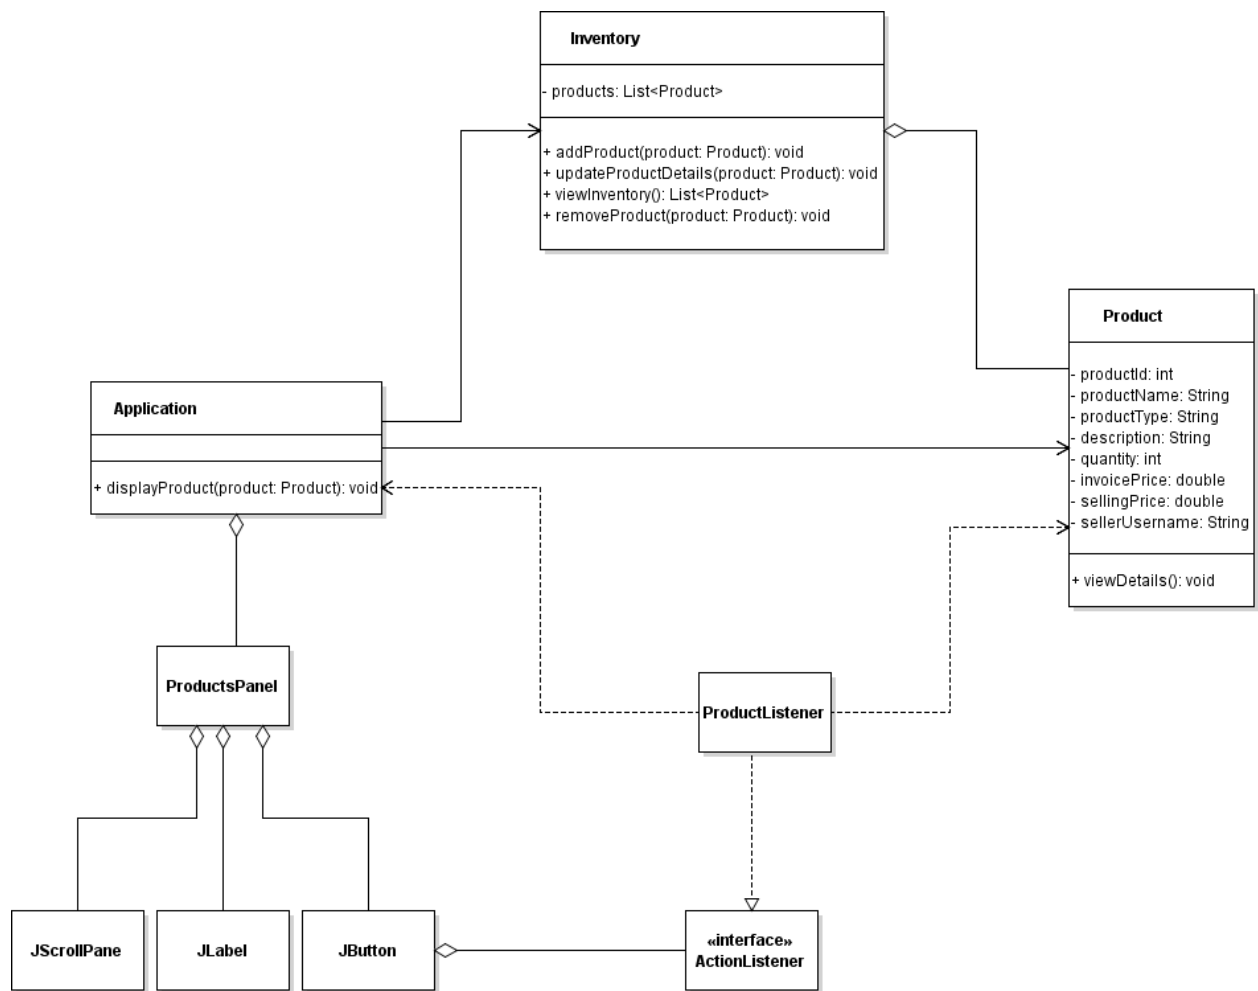 Inventory
- products: List<Product>
+ addProduct(product: Product): void
+ updateProductDetails(product: Product): void
+ viewInventory(): List<Product>
+ removeProduct(product: Product): void
Product
- productId: int
- productName: String
- productType: String
- description: String
- quantity: int
- invoicePrice: double
- sellingPrice: double
- sellerUsername: String
+ viewDetails(): void
Application
+ displayProduct(product: Product): void
ProductsPanel
ProductListener
JScrollPane
JLabel
JButton
«interface»
ActionListener